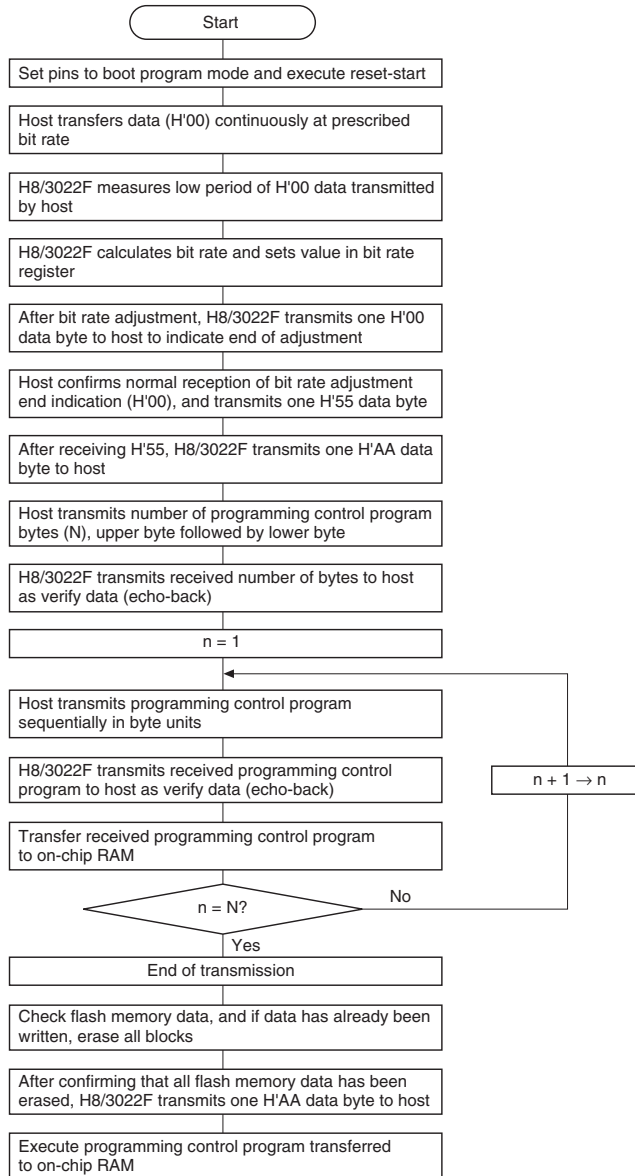 Start
Set pins to boot program mode and execute reset-start
Host transfers data (H'00) continuously at prescribed
bit rate
H8/3022F measures low period of H'00 data transmitted
by host
H8/3022F calculates bit rate and sets value in bit rate
register
After bit rate adjustment, H8/3022F transmits one H'00
data byte to host to indicate end of adjustment
Host confirms normal reception of bit rate adjustment
end indication (H'00), and transmits one H'55 data byte
After receiving H'55, H8/3022F transmits one H'AA data
byte to host
Host transmits number of programming control program
bytes (N), upper byte followed by lower byte
H8/3022F transmits received number of bytes to host
as verify data (echo-back)
n = 1
Host transmits programming control program
sequentially in byte units
H8/3022F transmits received programming control
program to host as verify data (echo-back)
n + 1 → n
Transfer received programming control program
to on-chip RAM
n = N?
No
Yes
End of transmission
Check flash memory data, and if data has already been
written, erase all blocks
After confirming that all flash memory data has been
erased, H8/3022F transmits one H'AA data byte to host
Execute programming control program transferred
to on-chip RAM